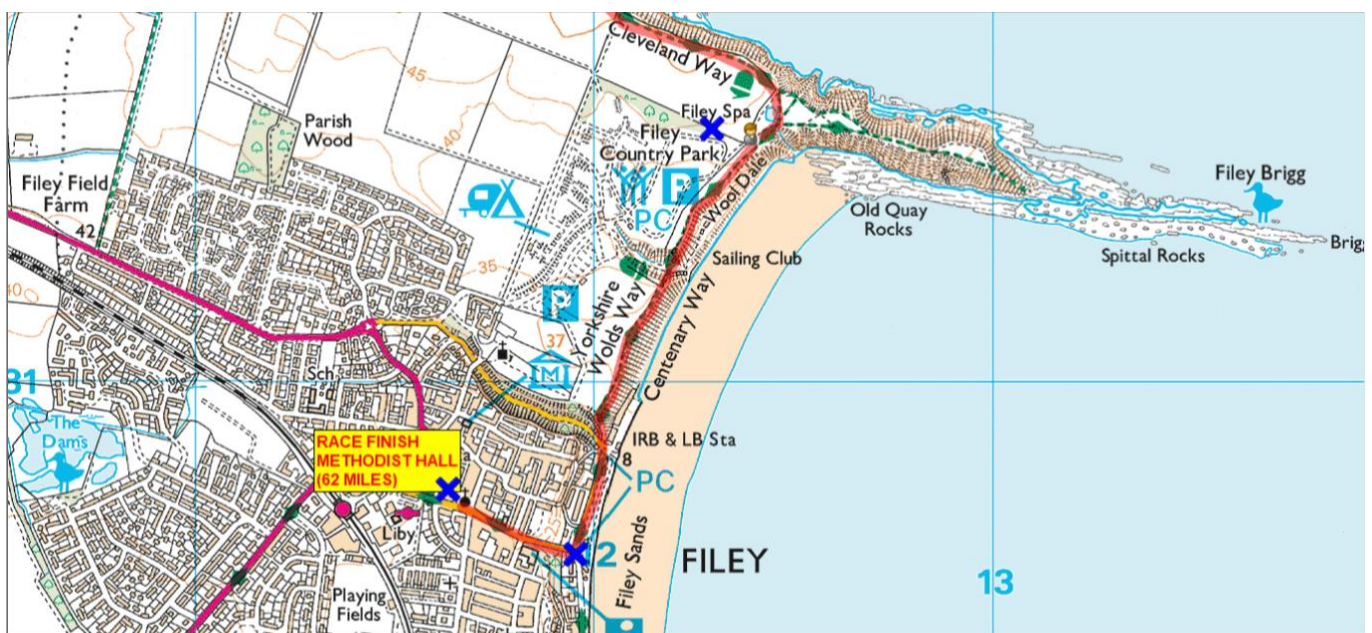 Cleveland Way
45
40
Parish
Wood
Filey Spa
Filey
Country Park
Filey Field
Farm
42
PC
Wool Dale
Old Quay
Rocks
Filey Brigg
Brigg
Spittal Rocks
Sailing Club
35
40
P
37
Yorkshire
Wolds Way
Centenary Way
M
Sch
31
The
Dams
RACE FINISH
METHODIST HALL
(62 MILES)
IRB & LB Sta
8
PC
Liby
25
12
Filey Sands
FILEY
13
Playing
Fields